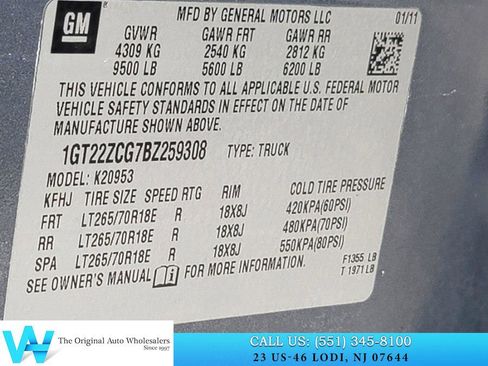 GM
MFD BY GENERAL MOTORS LLC
01/11
GVWR GAWR FRT GAWR RR
4309 KG 2540 KG 2812 KG
9500 LB 5600 LB 6200 LB
THIS VEHICLE CONFORMS TO ALL APPLICABLE U.S. FEDERAL MOTOR
VEHICLE SAFETY STANDARDS IN EFFECT ON THE DATE OF
MANUFACTURE SHOWN ABOVE.
1GT22ZCG7BZ259308 TYPE: TRUCK
MODEL: K20953
KFHJ TIRE SIZE SPEED RTG RIM COLD TIRE PRESSURE
FRT LT265/70R18E R 18X8J 420KPA(60PSI)
RR LT265/70R18E R 18X8J 480KPA(70PSI)
SPA LT265/70R18E R 18X8J 550KPA(80PSI)
SEE OWNER'S MANUAL FOR MORE INFORMATION.
F1355 LB
T 1971 LB
W The Original Auto Wholesalers
Since 1997
CALL US: (551) 345-8100
23 US-46 LODI, NJ 07644